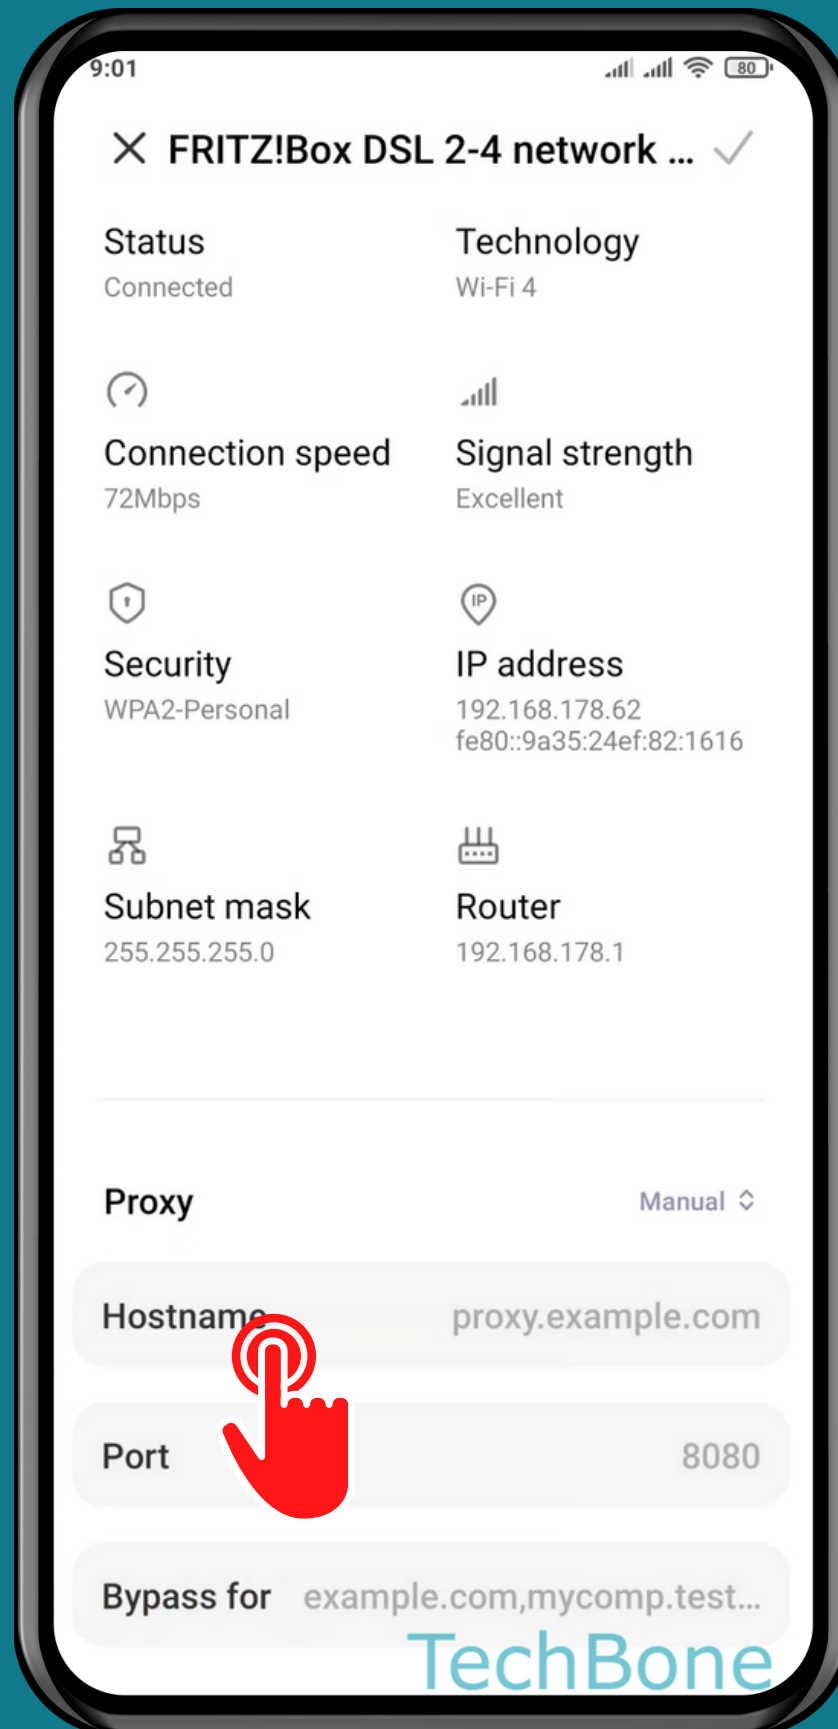 9:01
80
FRITZ!Box DSL 2-4 network ...
Status
Technology
Connected
Wi-Fi 4
Connection speed
Signal strength
72Mbps
Excellent
IP
Security
IP address
WPA2-Personal
192.168.178.62
fe80::9a35:24ef:82:1616
Subnet mask
Router
255.255.255.0
192.168.178.1
Proxy
Manual
Hostname
proxy.example.com
Port
8080
Bypass for
example.com,mycomp.test...
TechBone